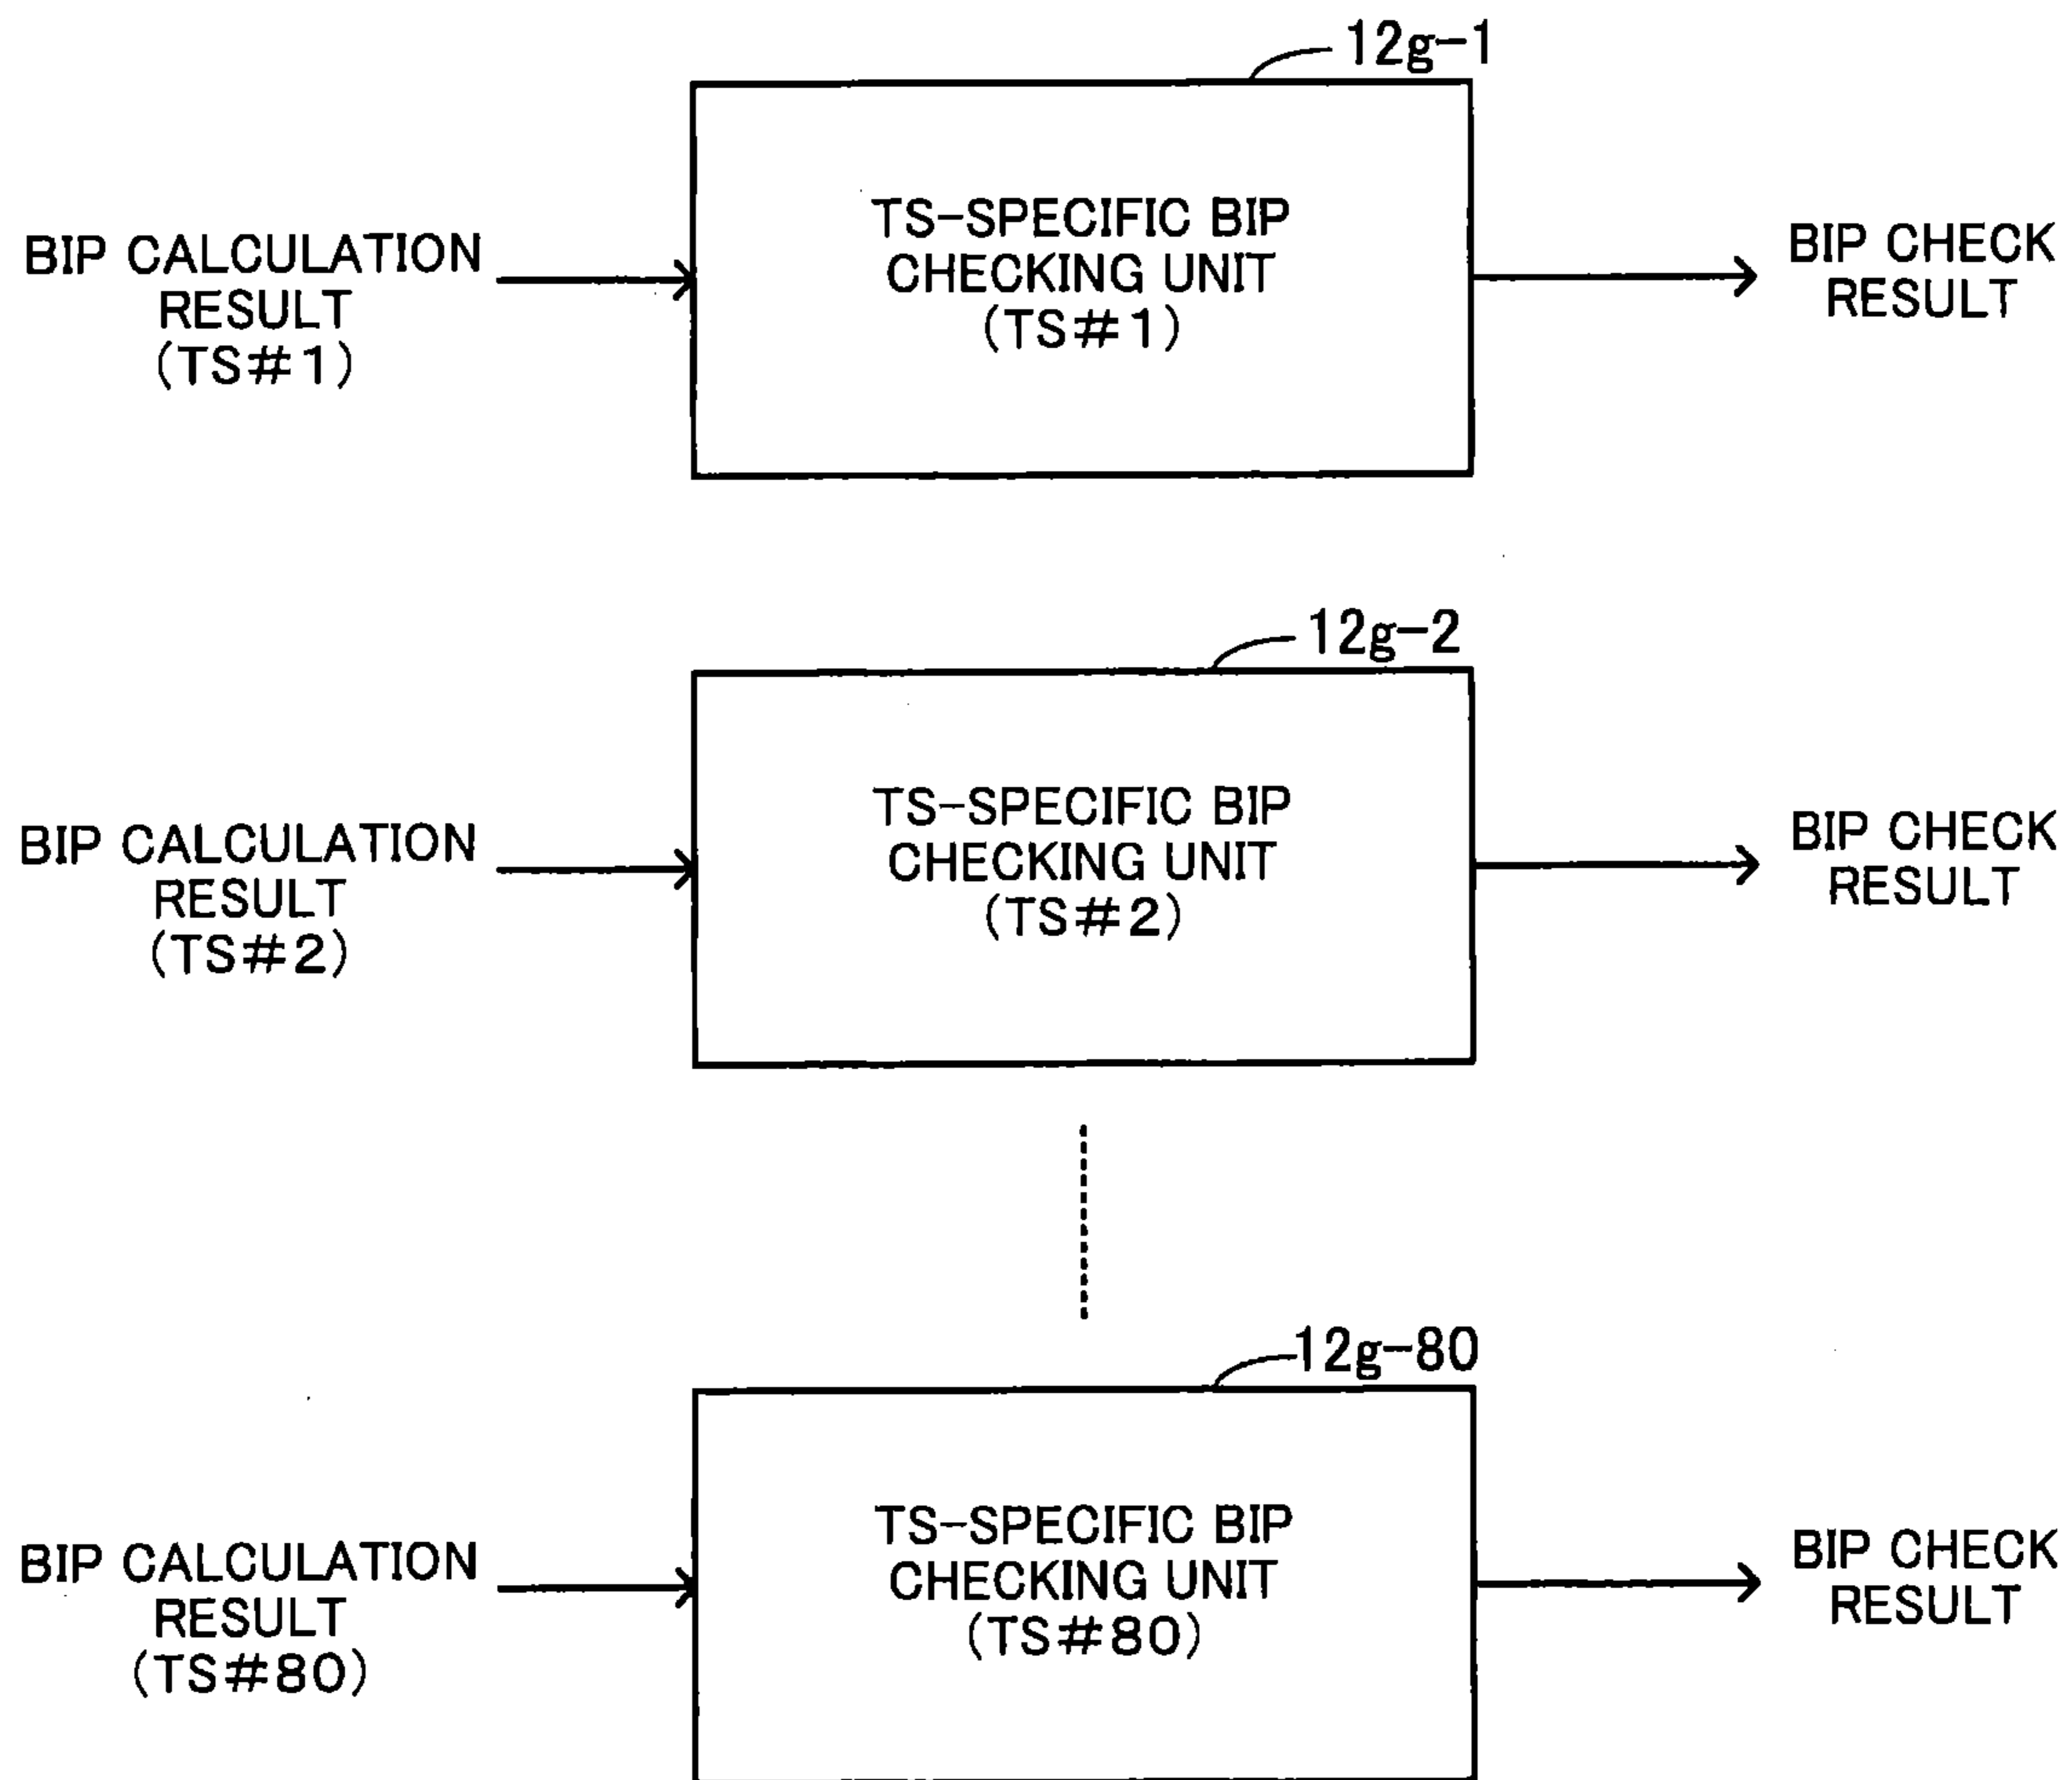 12g-1
BIP CALCULATION
RESULT
(TS#1)
TS-SPECIFIC BIP
CHECKING UNIT
(TS#1)
BIP CHECK
RESULT
12g-2
BIP CALCULATION
RESULT
(TS#2)
TS-SPECIFIC BIP
CHECKING UNIT
(TS#2)
BIP CHECK
RESULT
12g-80
BIP CALCULATION
RESULT
(TS#80)
TS-SPECIFIC BIP
CHECKING UNIT
(TS#80)
BIP CHECK
RESULT